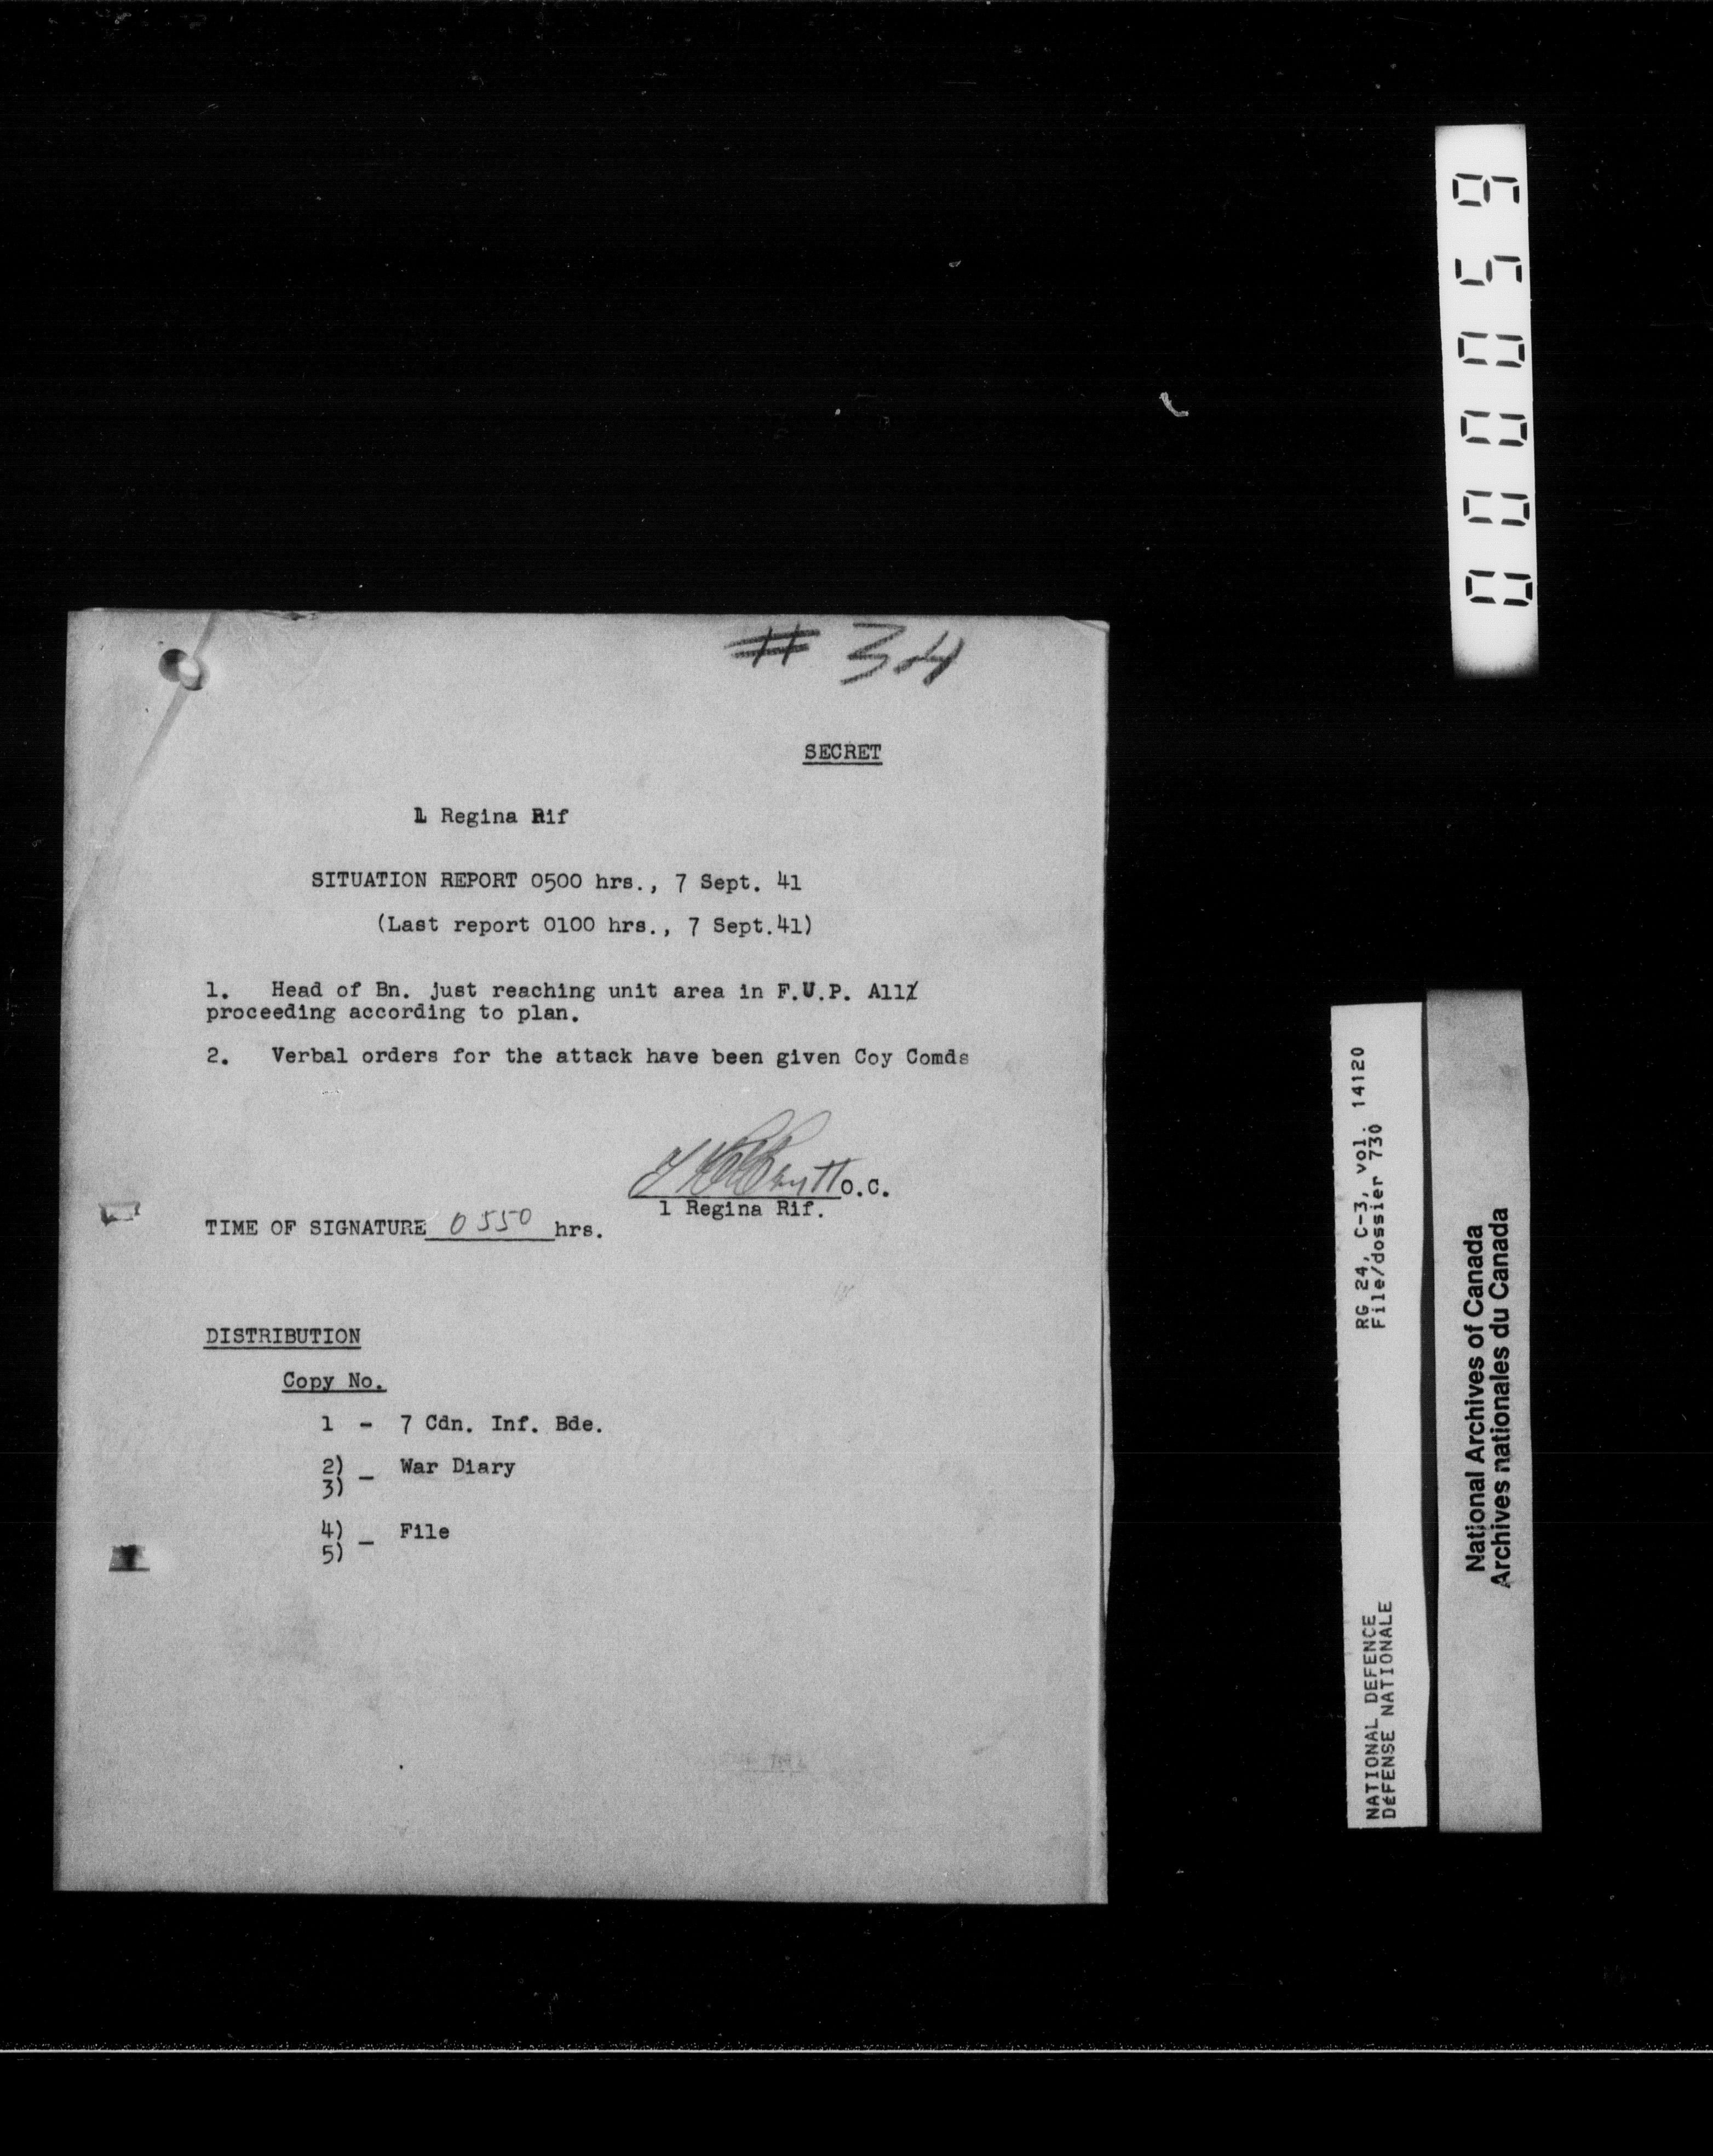 # 34
SECRET
1 Regina Rif
SITUATION REPORT 0500 hrs., 7 Sept. 41
(Last report 0100 hrs., 7 Sept.41)
1. Head of Bn. just reaching unit area in F.U.P. All
proceeding according to plan.
2. Verbal orders for the attack have been given Coy Comds
O.C.
1 Regina Rif.
TIME OF SIGNATURE 0550 hrs.
DISTRIBUTION
Copy No.
1 - 7 Cdn. Inf. Bde.
2) _ War Diary
3)
4) _ File
5)
000059
RG 24, C-3, vol. 14120
File/dossier 730
NATIONAL DEFENCE
DÉFENSE NATIONALE
National Archives of Canada
Archives nationales du Canada